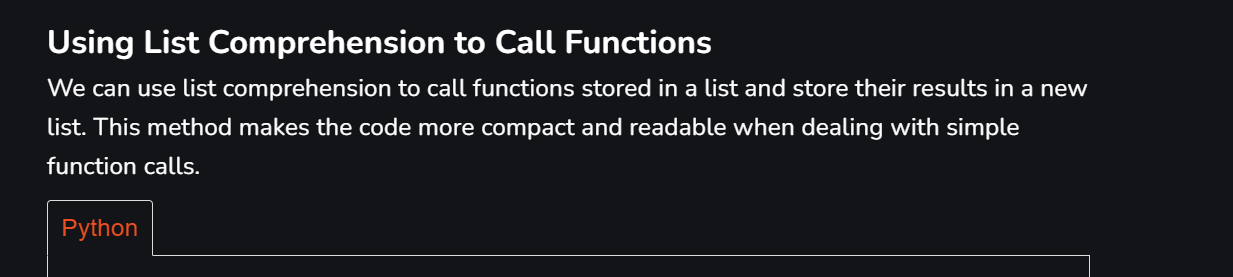 Using List Comprehension to Call Functions
We can use list comprehension to call functions stored in a list and store their results in a new
list. This method makes the code more compact and readable when dealing with simple
function calls.
Python